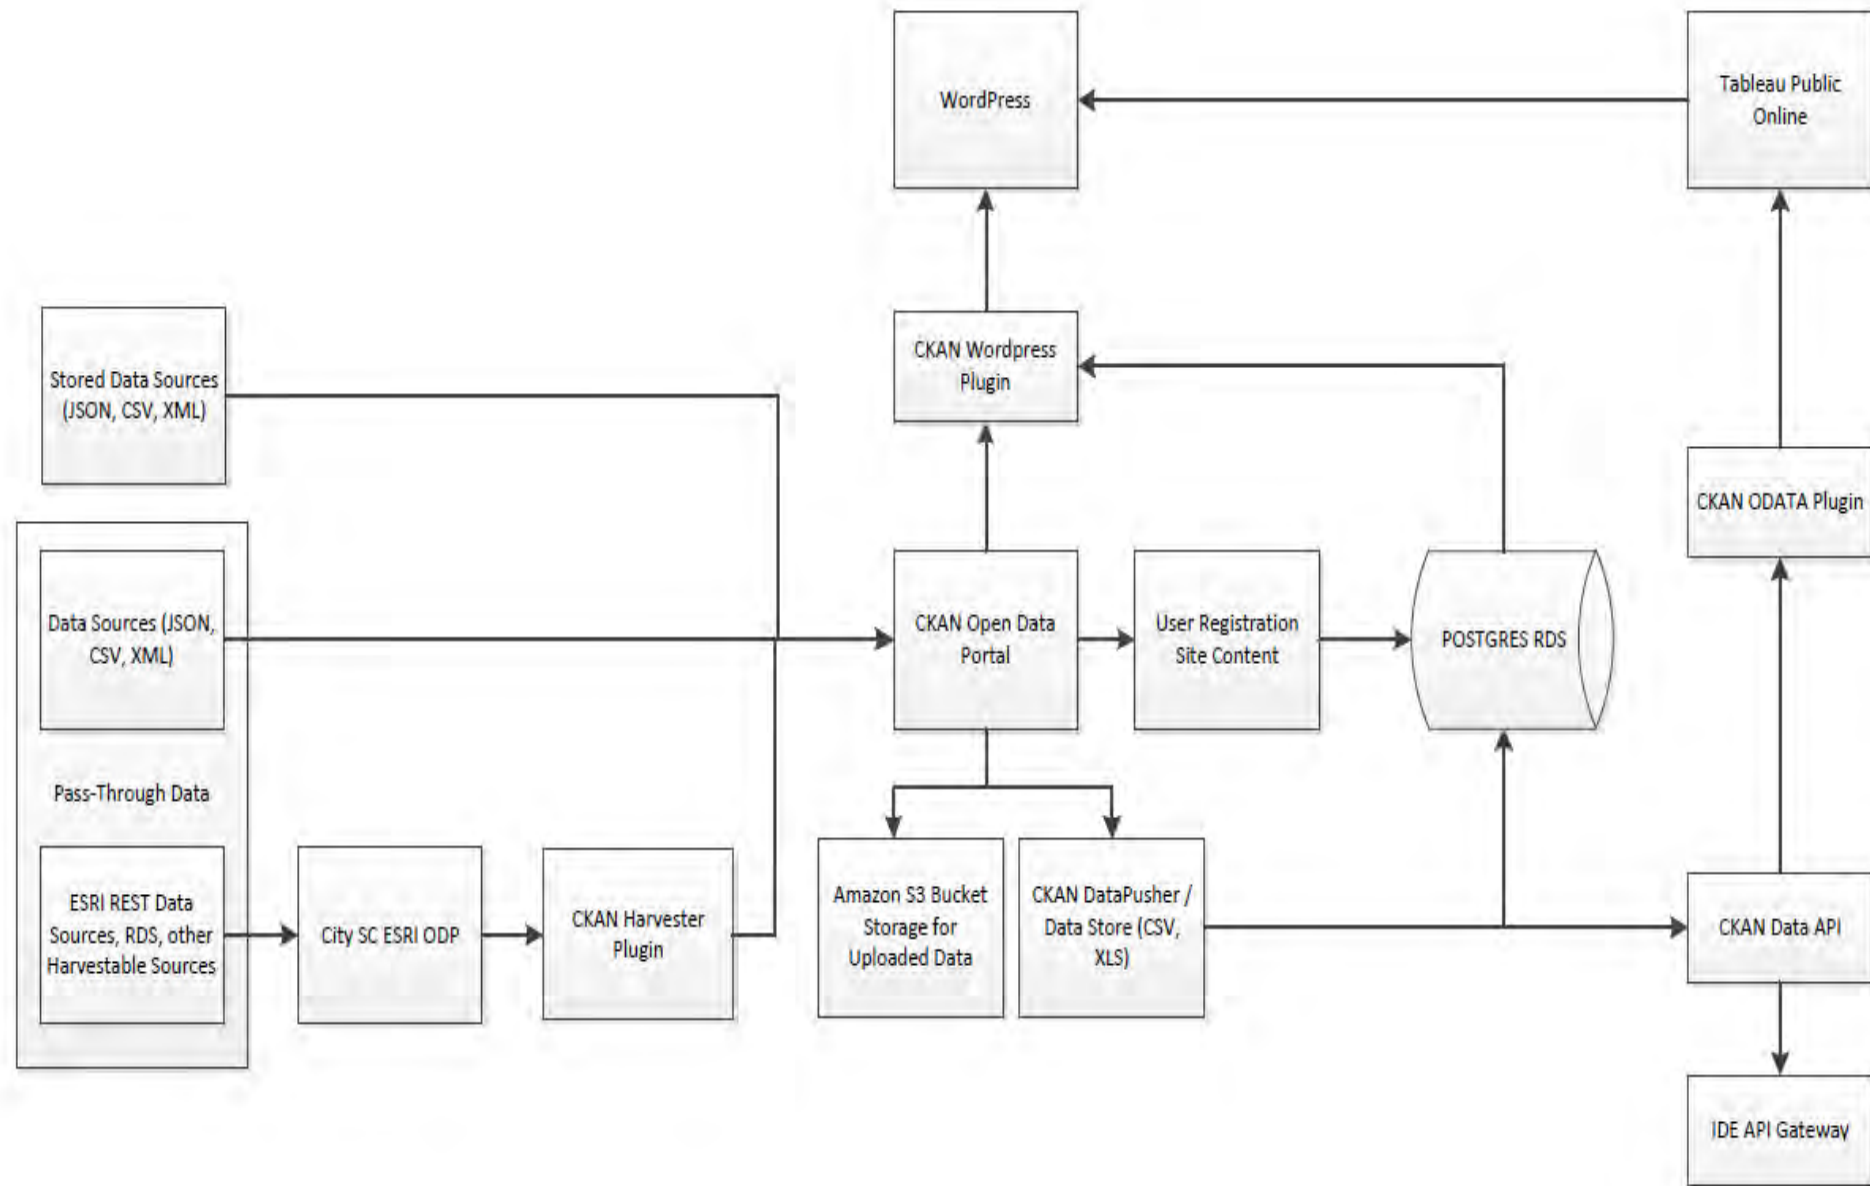 WordPress
Tableau Public
Online
CKAN Wordpress
Plugin
Stored Data Sources
(JSON, CSV, XML)
CKAN ODATA Plugin
Data Sources (JSON,
CSV, XML)
CKAN Open Data
Portal
User Registration
Site Content
POSTGRES RDS
Pass-Through Data
ESRI REST Data
Sources, RDS, other
Harvestable Sources
City SC ESRI ODP
CKAN Harvester
Plugin
Amazon S3 Bucket
Storage for
Uploaded Data
CKAN DataPusher /
Data Store (CSV,
XLS)
CKAN Data API
IDE API Gateway